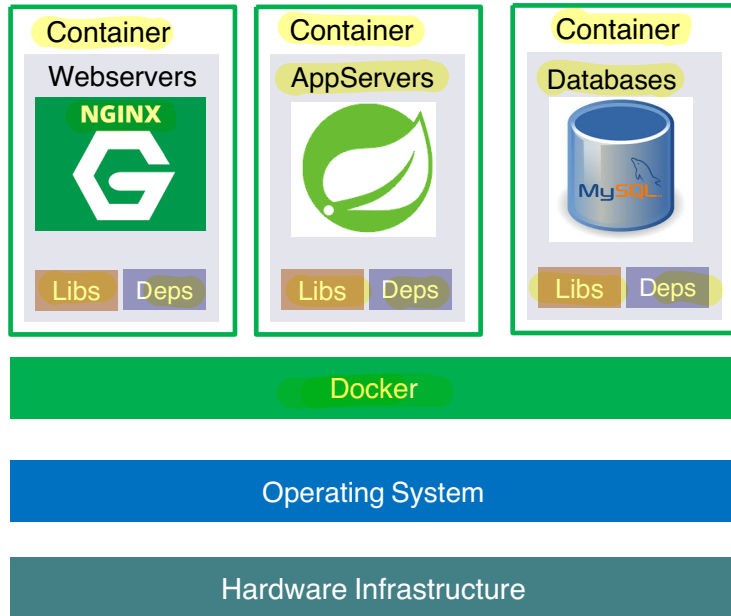 Container
Webservers
NGINX
Libs Deps
Container
AppServers
Libs Deps
Container
Databases
MySQL
Libs Deps
Docker
Operating System
Hardware Infrastructure